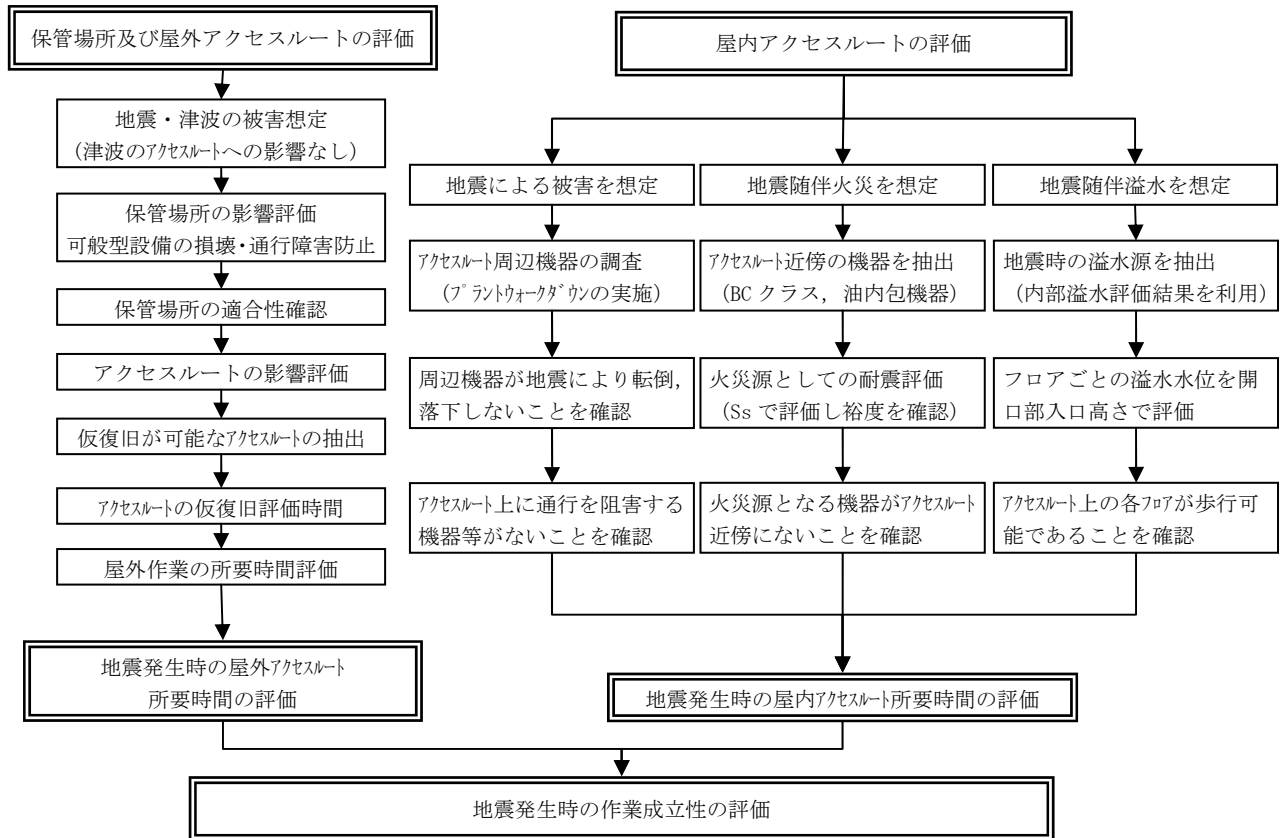 保管場所及び屋外アクセスルートの評価
地震・津波の被害想定
(津波のｱｸｾｽﾙｰﾄへの影響なし)
保管場所の影響評価
可般型設備の損壊・通行障害防止
保管場所の適合性確認
アクセスルートの影響評価
仮復旧が可能なｱｸｾｽﾙｰﾄの抽出
ｱｸｾｽﾙｰﾄの仮復旧評価時間
屋外作業の所要時間評価
地震発生時の屋外ｱｸｾｽﾙｰﾄ
所要時間の評価
屋内アクセスルートの評価
地震による被害を想定
ｱｸｾｽﾙｰﾄ周辺機器の調査
(ﾌﾟﾗﾝﾄｳｫｰｸﾀﾞｳﾝの実施)
周辺機器が地震により転倒，
落下しないことを確認
ｱｸｾｽﾙｰﾄ上に通行を阻害する
機器等がないことを確認
地震随伴火災を想定
ｱｸｾｽﾙｰﾄ近傍の機器を抽出
(BC クラス，油内包機器)
火災源としての耐震評価
(Ss で評価し裕度を確認)
火災源となる機器がｱｸｾｽﾙｰﾄ
近傍にないことを確認
地震随伴溢水を想定
地震時の溢水源を抽出
(内部溢水評価結果を利用)
フロアごとの溢水水位を開
口部入口高さで評価
ｱｸｾｽﾙｰﾄ上の各ﾌﾛｱが歩行可
能であることを確認
地震発生時の屋内ｱｸｾｽﾙｰﾄ所要時間の評価
地震発生時の作業成立性の評価